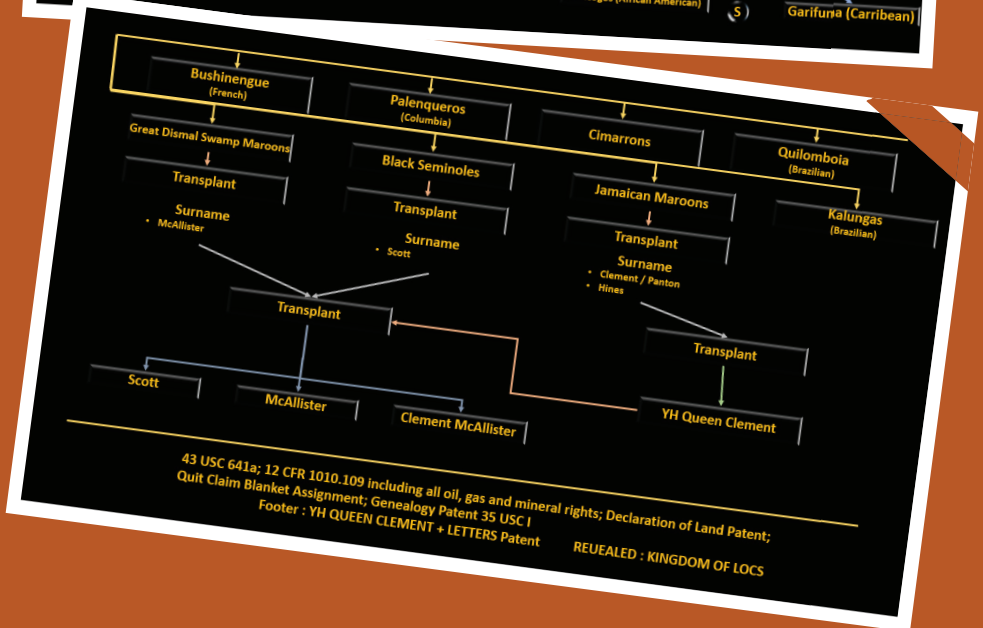 (African American)
S )
Garifuna (Carribean)
Bushinengue
(French)
Palenqueros
(Columbia)
Cimarrons
Quilomboia
(Brazilian)
Great Dismal Swamp Maroons
Black Seminoles
Jamaican Maroons
Kalungas
(Brazilian)
Transplant
Transplant
Transplant
Surname
• McAllister
Surname
• Scott
Surname
• Clement / Panton
• Hines
Transplant
Transplant
Scott
McAllister
Clement McAllister
YH Queen Clement
43 USC 641a; 12 CFR 1010.109 including all oil, gas and mineral rights; Declaration of Land Patent;
Quit Claim Blanket Assignment; Genealogy Patent 35 USC I
Footer : YH QUEEN CLEMENT + LETTERS Patent
REUEALED : KINGDOM OF LOCS